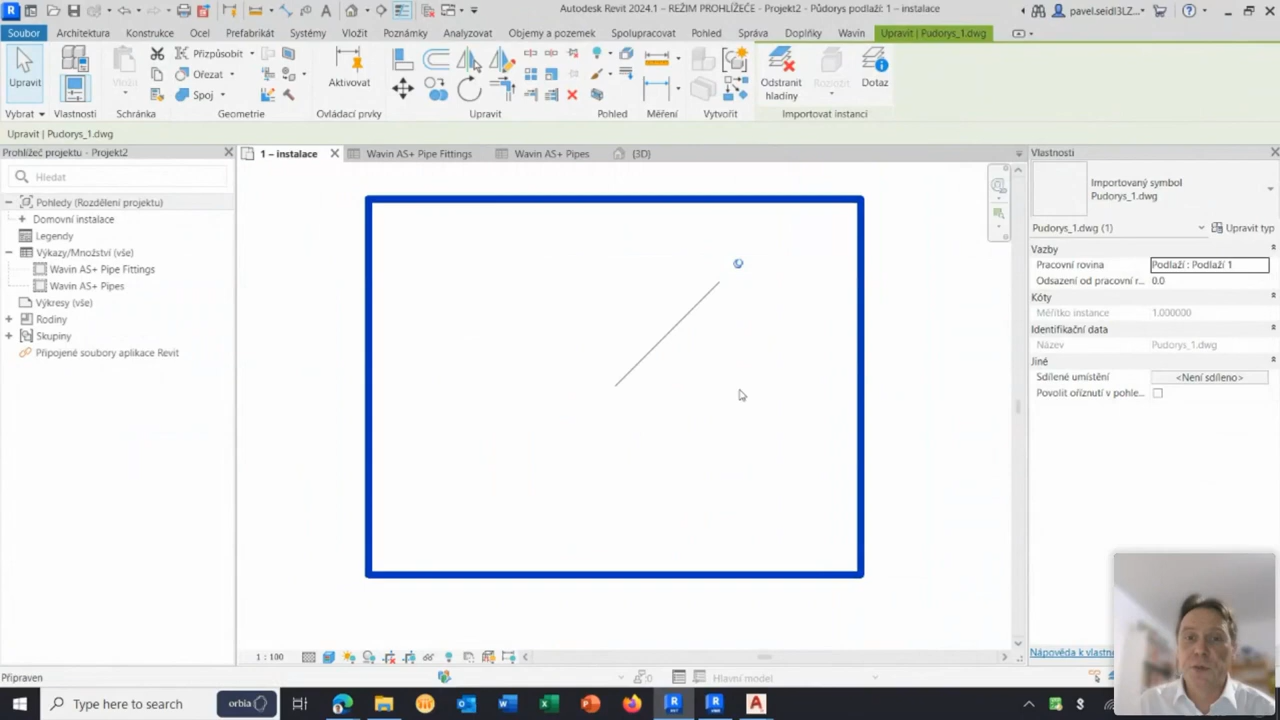 Autodesk Revit 2024.1 – REŽIM PROHLÍŽEČE - Projekt2 - Půdorys podlaží: 1 – instalace
pavel.seidl3LZ...
Soubor Architektura Konstrukce Ocel Prefabrikát Systémy Vložit Poznámky Analyzovat Objemy a pozemek Spolupracovat Pohled Správa Doplňky Wavin Upravit | Pudorys_1.dwg
Přizpůsobit
Upravit Vložit Ořezat Aktivovat Odstranit hladiny Rozložit Dotaz
Spoj
Vybrat Vlastnosti Schránka Geometrie Ovládací prvky Upravit Pohled Měření Vytvořit Importovat instanci
Upravit | Pudorys_1.dwg
Prohlížeč projektu - Projekt2
1 – instalace Wavin AS+ Pipe Fittings Wavin AS+ Pipes {3D}
Vlastnosti
Hledat
Pohledy (Rozdělení projektu)
Domovní instalace
Legendy
Výkazy/Množství (vše)
Wavin AS+ Pipe Fittings
Wavin AS+ Pipes
Výkresy (vše)
Rodiny
Skupiny
Připojené soubory aplikace Revit
Importovaný symbol
Pudorys_1.dwg
Pudorys_1.dwg (1) Upravit typ
Vazby
Pracovní rovina Podlaží : Podlaží 1
Odsazení od pracovní r... 0.0
Kóty
Měřítko instance 1.000000
Identifikační data
Název Pudorys_1.dwg
Jiné
Sdílené umístění <Není sdíleno>
Povolit oříznutí v pohle...
1 : 100
Nápověda k vlastno
Připraven
:0
Hlavní model
Type here to search
orbia